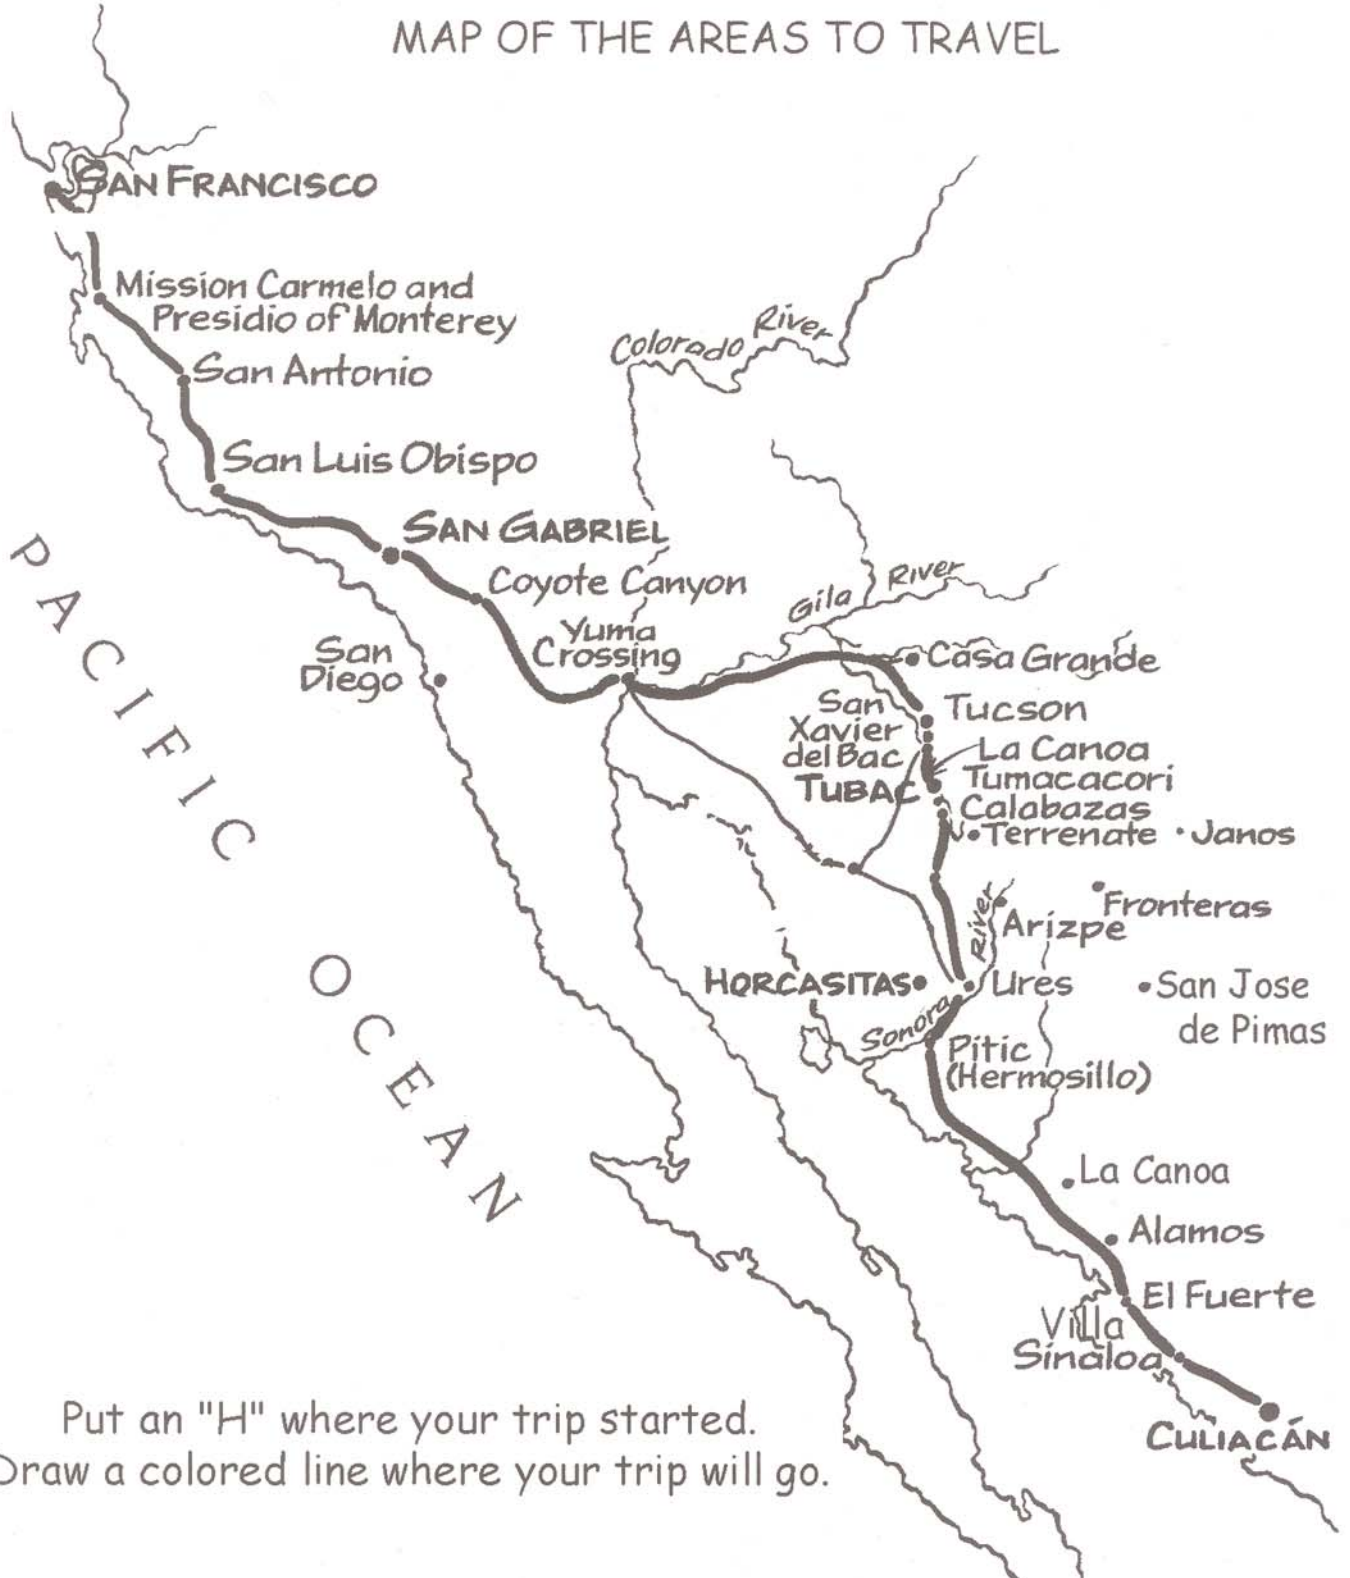 MAP OF THE AREAS TO TRAVEL
SAN FRANCISCO
Mission Carmelo and
Presidio of Monterey
San Antonio
San Luis Obispo
SAN GABRIEL
Coyote Canyon
Yuma
Crossing
San
Diego
Colorado River
Gila River
Casa Grande
Tucson
San
Xavier
del Bac
La Canoa
TUBAC
Tumacacori
Calabazas
Terrenate
Janos
Fronteras
Arizpe
River
HORCASITAS
Ures
San Jose
de Pimas
Sonora
Pitic
(Hermosillo)
La Canoa
Alamos
El Fuerte
Villa
Sinaloa
CULIACÁN
PACIFIC OCEAN
Put an "H" where your trip started.
Draw a colored line where your trip will go.